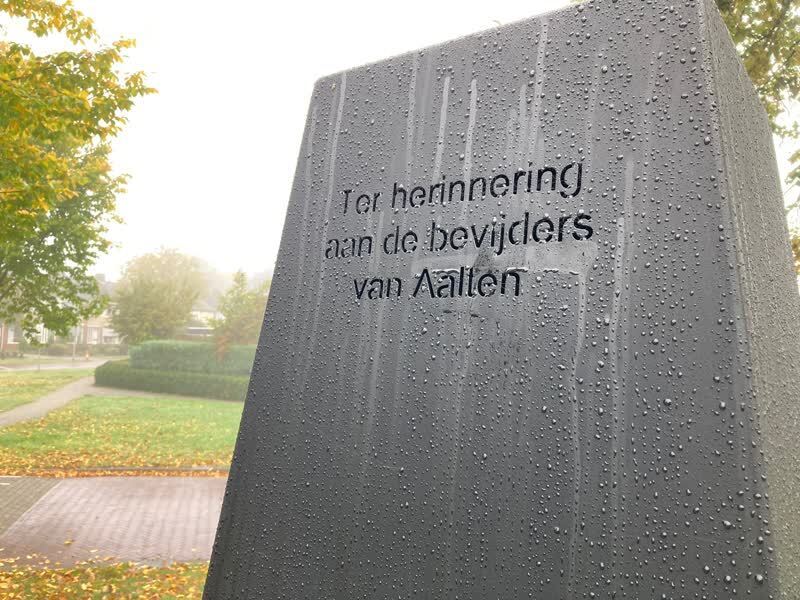 Ter herinnering
aan de bevijders
van Aalten